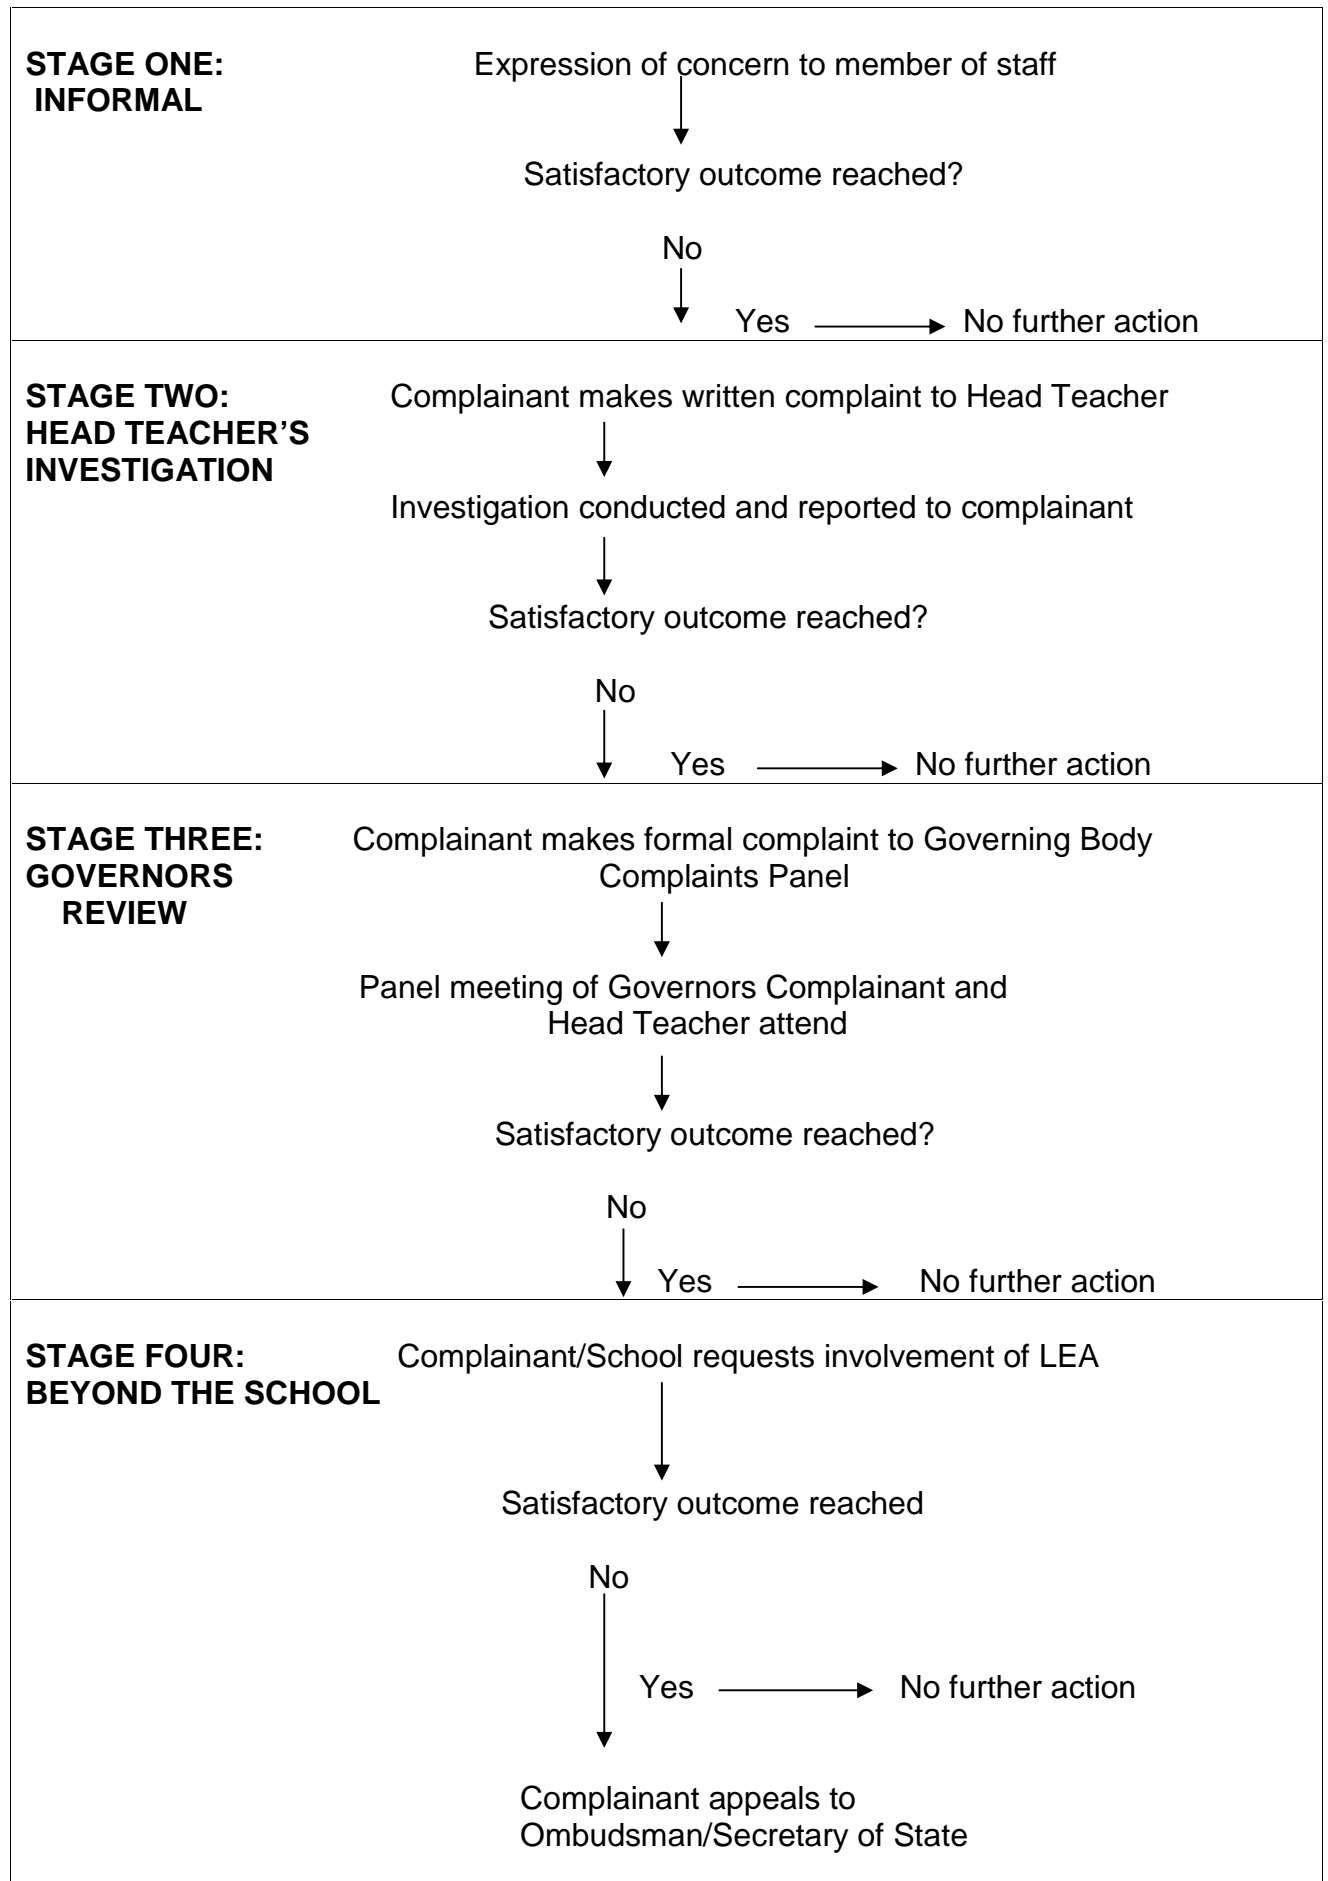 STAGE ONE: Expression of concern to member of staff
INFORMAL
Satisfactory outcome reached?
No
Yes No further action
STAGE TWO: Complainant makes written complaint to Head Teacher
HEAD TEACHER’S
INVESTIGATION
Investigation conducted and reported to complainant
Satisfactory outcome reached?
No
Yes No further action
STAGE THREE: Complainant makes formal complaint to Governing Body
GOVERNORS Complaints Panel
REVIEW
Panel meeting of Governors Complainant and
Head Teacher attend
Satisfactory outcome reached?
No
Yes No further action
STAGE FOUR: Complainant/School requests involvement of LEA
BEYOND THE SCHOOL
Satisfactory outcome reached
No
Yes No further action
Complainant appeals to
Ombudsman/Secretary of State